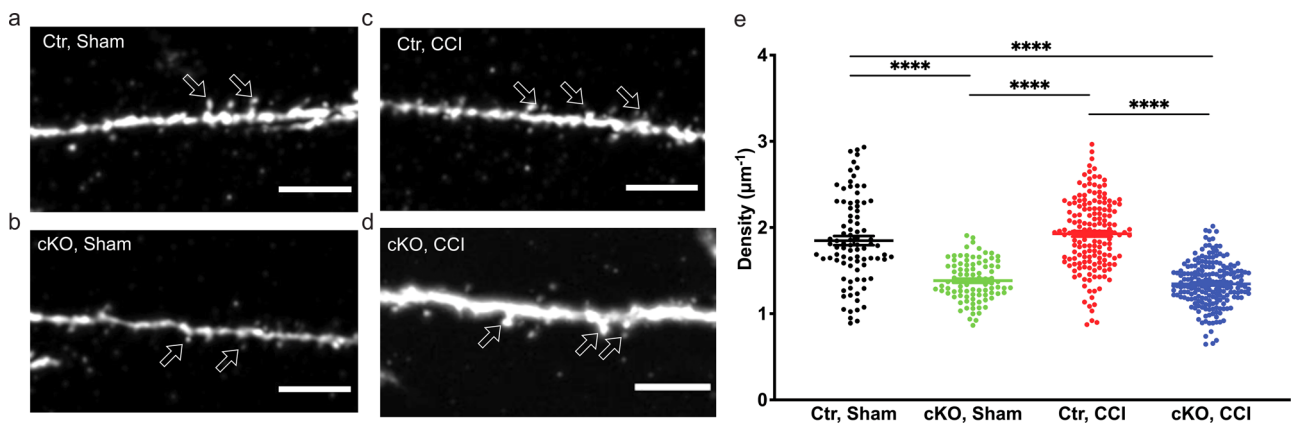 a
Ctr, Sham
b
cKO, Sham
c
Ctr, CCI
d
cKO, CCI
e
****
****
****
****
Density (µm⁻¹)
4
3
2
1
0
Ctr, Sham cKO, Sham Ctr, CCI cKO, CCI